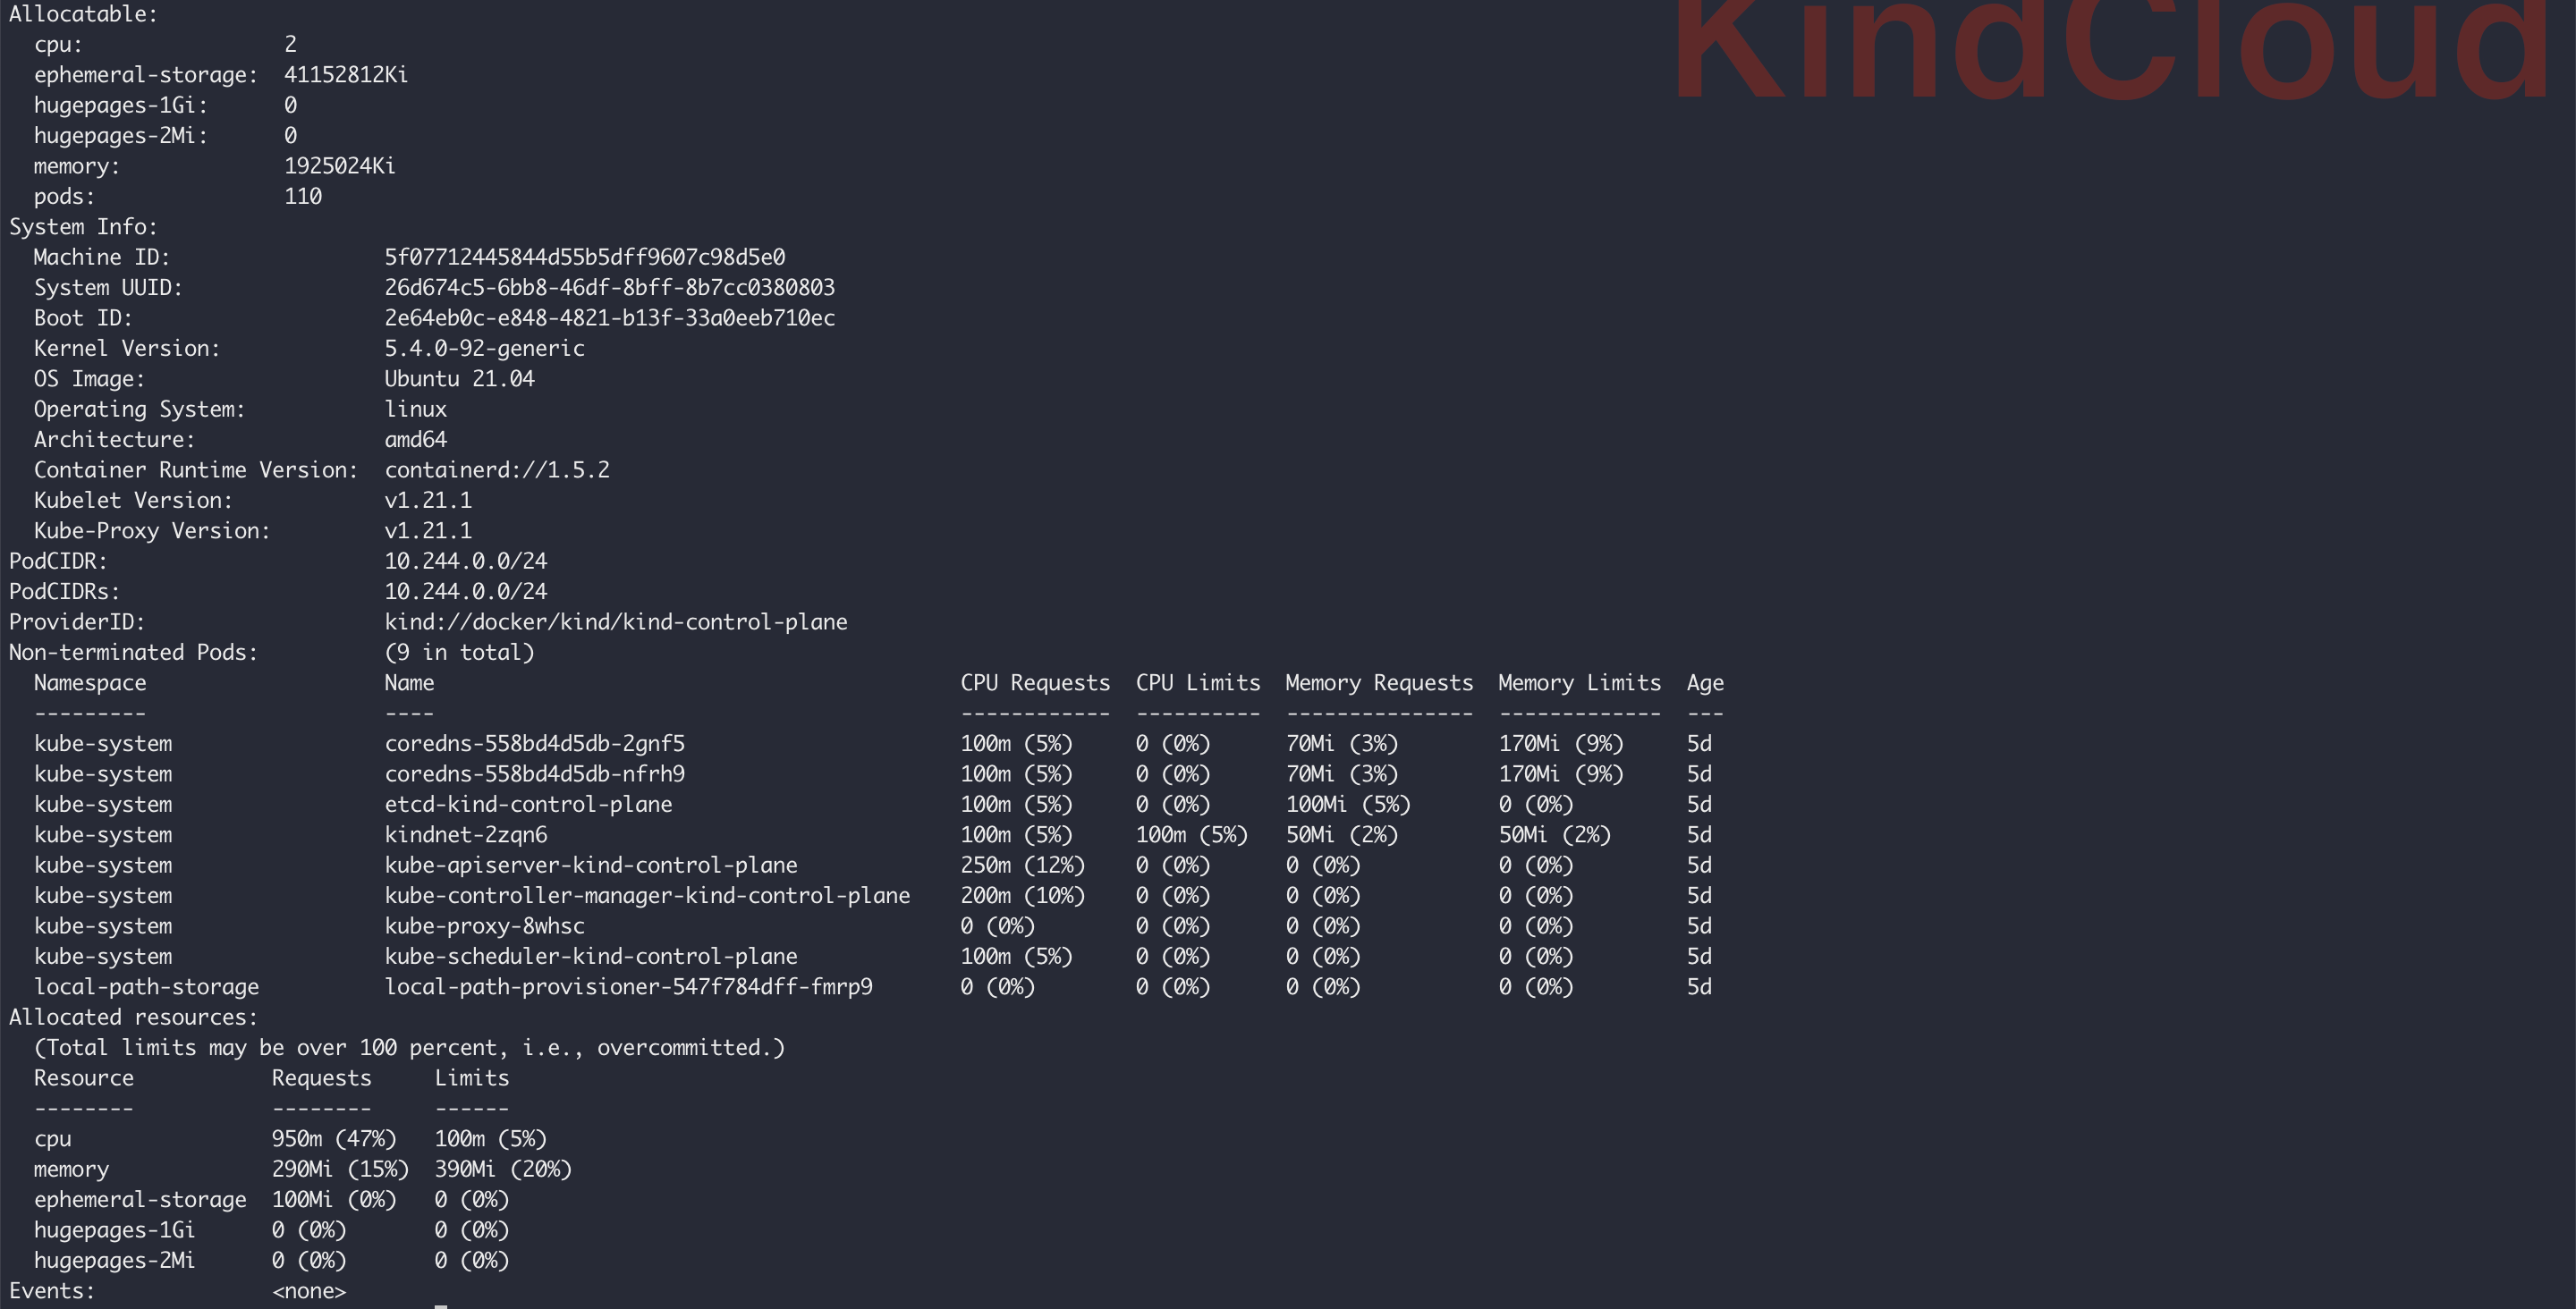 KindCloud
Allocatable:
  cpu:                2
  ephemeral-storage:  41152812Ki
  hugepages-1Gi:      0
  hugepages-2Mi:      0
  memory:             1925024Ki
  pods:               110
System Info:
  Machine ID:                 5f07712445844d55b5dff9607c98d5e0
  System UUID:                26d674c5-6bb8-46df-8bff-8b7cc0380803
  Boot ID:                    2e64eb0c-e848-4821-b13f-33a0eeb710ec
  Kernel Version:             5.4.0-92-generic
  OS Image:                   Ubuntu 21.04
  Operating System:           linux
  Architecture:               amd64
  Container Runtime Version:  containerd://1.5.2
  Kubelet Version:            v1.21.1
  Kube-Proxy Version:         v1.21.1
PodCIDR:                      10.244.0.0/24
PodCIDRs:                     10.244.0.0/24
ProviderID:                   kind://docker/kind/kind-control-plane
Non-terminated Pods:          (9 in total)
  Namespace                   Name                                          CPU Requests  CPU Limits  Memory Requests  Memory Limits  Age
  ---------                   ----                                          ------------  ----------  ---------------  -------------  ---
  kube-system                 coredns-558bd4d5db-2gnf5                      100m (5%)     0 (0%)      70Mi (3%)        170Mi (9%)     5d
  kube-system                 coredns-558bd4d5db-nfrh9                      100m (5%)     0 (0%)      70Mi (3%)        170Mi (9%)     5d
  kube-system                 etcd-kind-control-plane                       100m (5%)     0 (0%)      100Mi (5%)       0 (0%)         5d
  kube-system                 kindnet-2zqn6                                 100m (5%)     100m (5%)   50Mi (2%)        50Mi (2%)      5d
  kube-system                 kube-apiserver-kind-control-plane             250m (12%)    0 (0%)      0 (0%)           0 (0%)         5d
  kube-system                 kube-controller-manager-kind-control-plane    200m (10%)    0 (0%)      0 (0%)           0 (0%)         5d
  kube-system                 kube-proxy-8whsc                              0 (0%)        0 (0%)      0 (0%)           0 (0%)         5d
  kube-system                 kube-scheduler-kind-control-plane             100m (5%)     0 (0%)      0 (0%)           0 (0%)         5d
  local-path-storage          local-path-provisioner-547f784dff-fmrp9       0 (0%)        0 (0%)      0 (0%)           0 (0%)         5d
Allocated resources:
  (Total limits may be over 100 percent, i.e., overcommitted.)
  Resource           Requests     Limits
  --------           --------     ------
  cpu                950m (47%)   100m (5%)
  memory             290Mi (15%)  390Mi (20%)
  ephemeral-storage  100Mi (0%)   0 (0%)
  hugepages-1Gi      0 (0%)       0 (0%)
  hugepages-2Mi      0 (0%)       0 (0%)
Events:              <none>